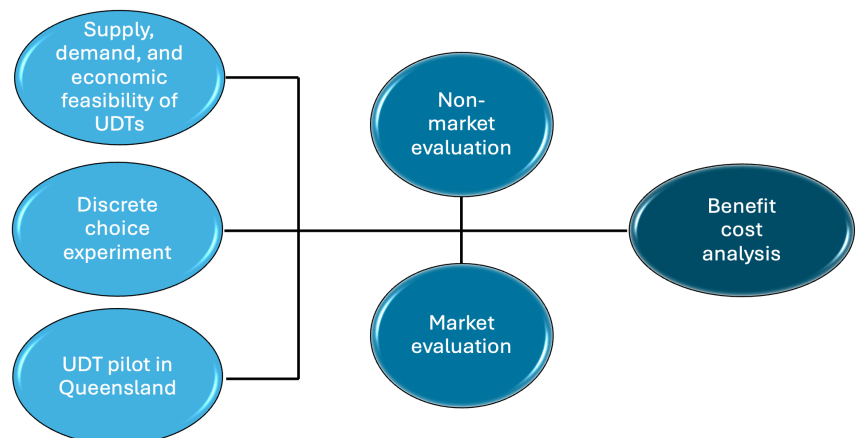 Supply,
demand, and
economic
feasibility of
UDTs
Discrete
choice
experiment
UDT pilot in
Queensland
Non-
market
evaluation
Market
evaluation
Benefit
cost
analysis